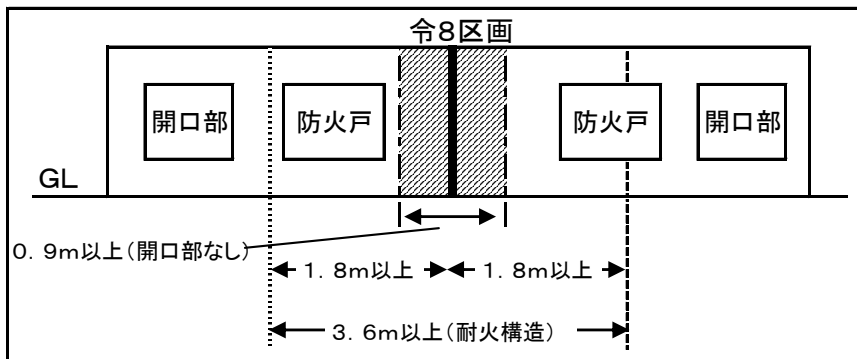 令8区画
開口部 防火戸 防火戸 開口部
GL
0.9m以上(開口部なし)
1.8m以上 1.8m以上
3.6m以上(耐火構造)